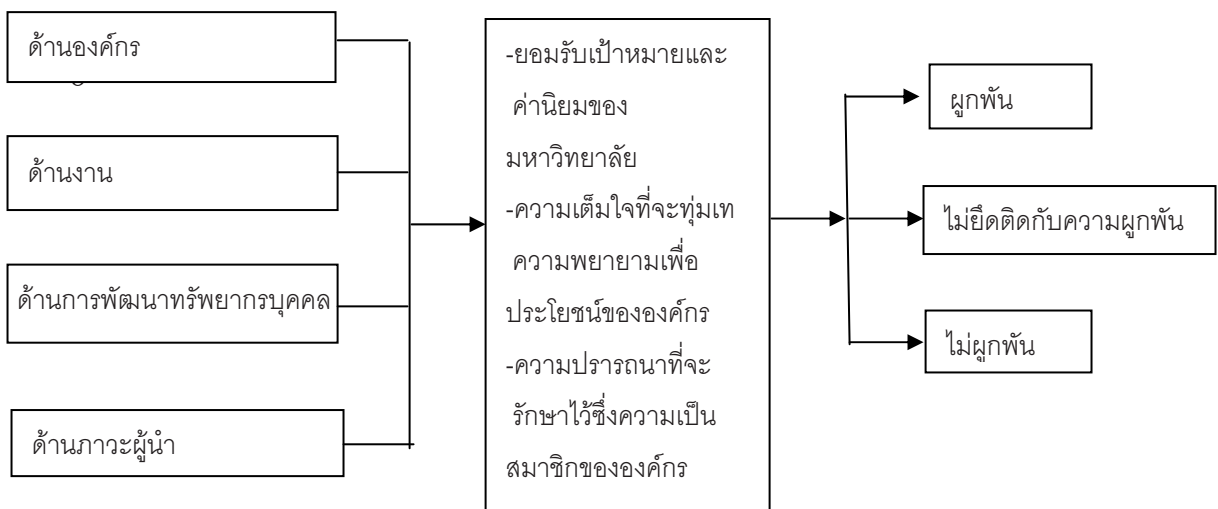 ด้านองค์กร
ด้านงาน
ด้านการพัฒนาทรัพยากรบุคคล
ด้านภาวะผู้นำ
-ยอมรับเป้าหมายและ
ค่านิยมของ
มหาวิทยาลัย
-ความเต็มใจที่จะทุ่มเท
ความพยายามเพื่อ
ประโยชน์ขององค์กร
-ความปรารถนาที่จะ
รักษาไว้ซึ่งความเป็น
สมาชิกขององค์กร
ผูกพัน
ไม่ยึดติดกับความผูกพัน
ไม่ผูกพัน